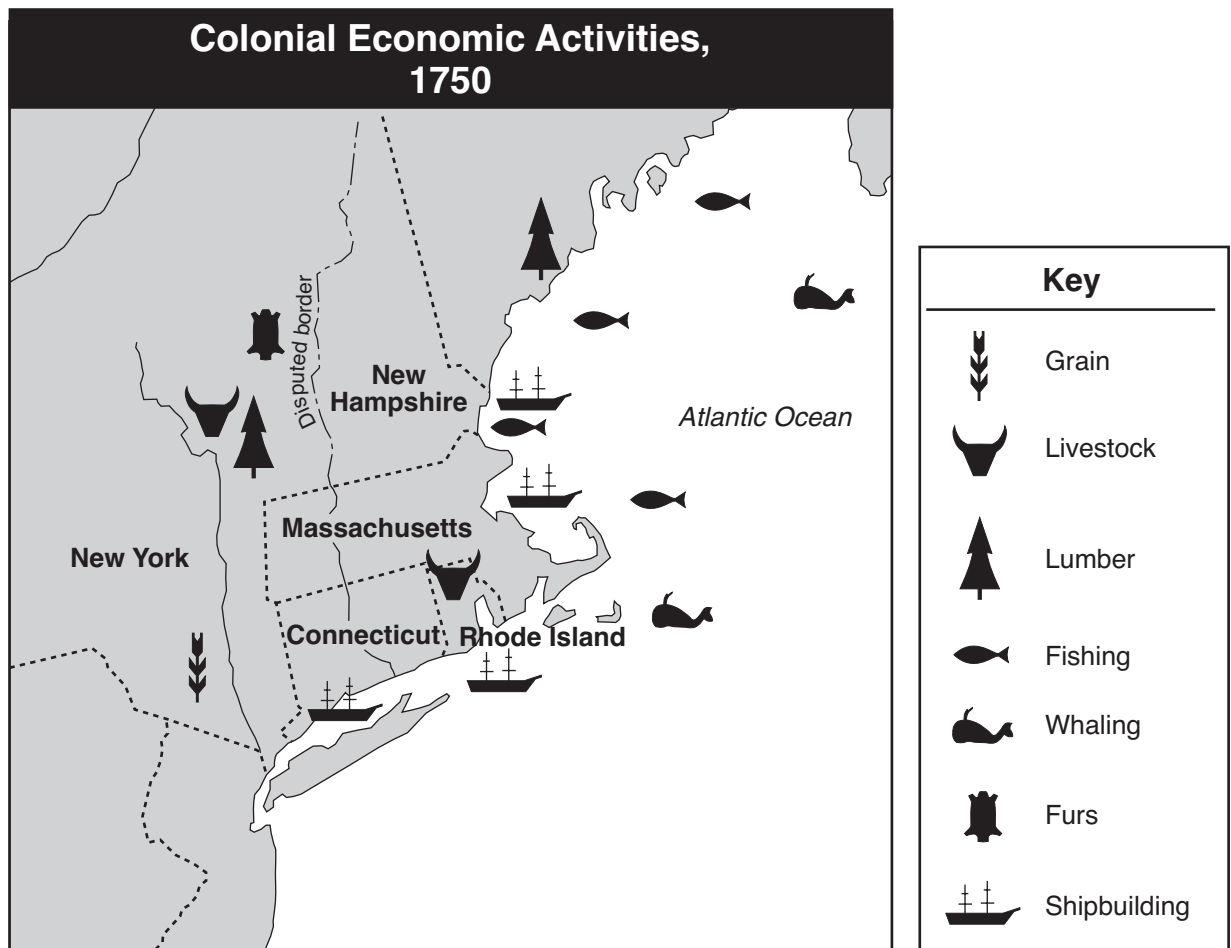 Colonial Economic Activities,
1750
Disputed border
New
Hampshire
Atlantic Ocean
Massachusetts
New York
Connecticut
Rhode Island
Key
Grain
Livestock
Lumber
Fishing
Whaling
Furs
Shipbuilding